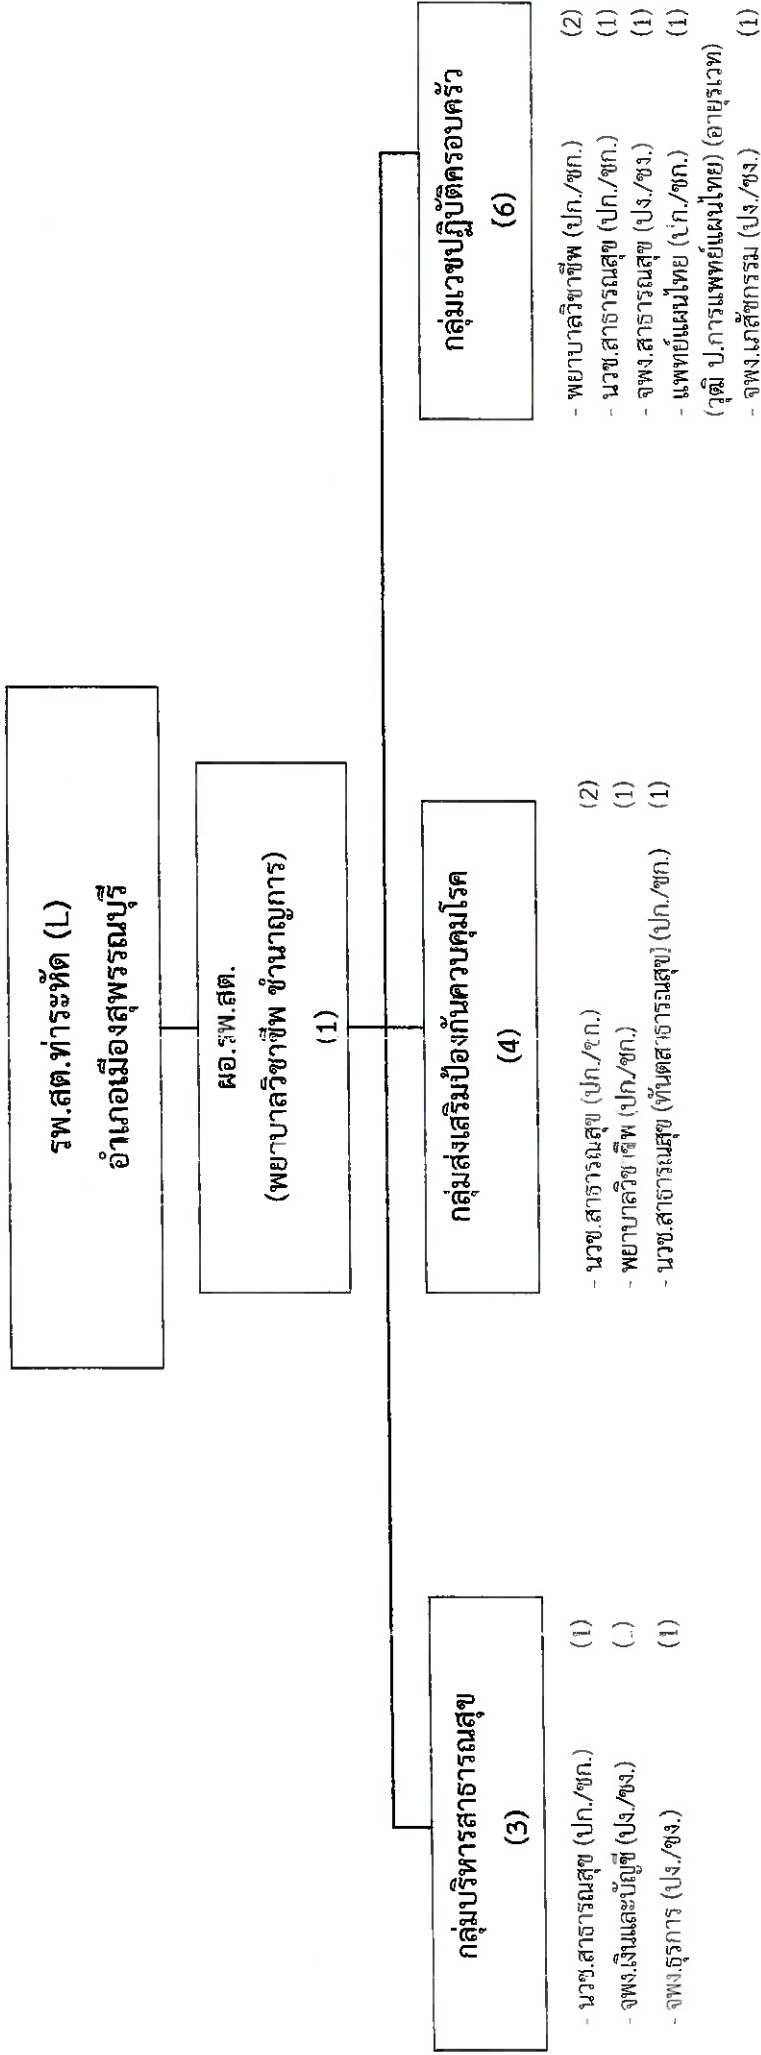 รพ.สต.ท่าระหัด (L)
อำเภอเมืองสุพรรณบุรี
ผอ.รพ.สต.
(พยาบาลวิชาชีพ ชำนาญการ)
(1)
กลุ่มบริหารสาธารณสุข
(3)
- นวช.สาธารณสุข (ปก./ชก.) (1)
- จพง.เงินและบัญชี (ปง./ชง.)
- จพง.ธุรการ (ปง./ชง.) (1)
กลุ่มส่งเสริมป้องกันควบคุมโรค
(4)
- นวช.สาธารณสุข (ปก./ชก.) (2)
- พยาบาลวิชาชีพ (ปก./ชก.) (1)
- นวช.สาธารณสุข (ทันตสาธารณสุข) (ปก./ชก.) (1)
กลุ่มเวชปฏิบัติครอบครัว
(6)
- พยาบาลวิชาชีพ (ปก./ชก.) (2)
- นวช.สาธารณสุข (ปก./ชก.) (1)
- จพง.สาธารณสุข (ปง./ชง.) (1)
- แพทย์แผนไทย (ปก./ชก.) (1)
(วุฒิ ป.การแพทย์แผนไทย) (อายุรเวท)
- จพง.เภสัชกรรม (ปง./ชง.) (1)